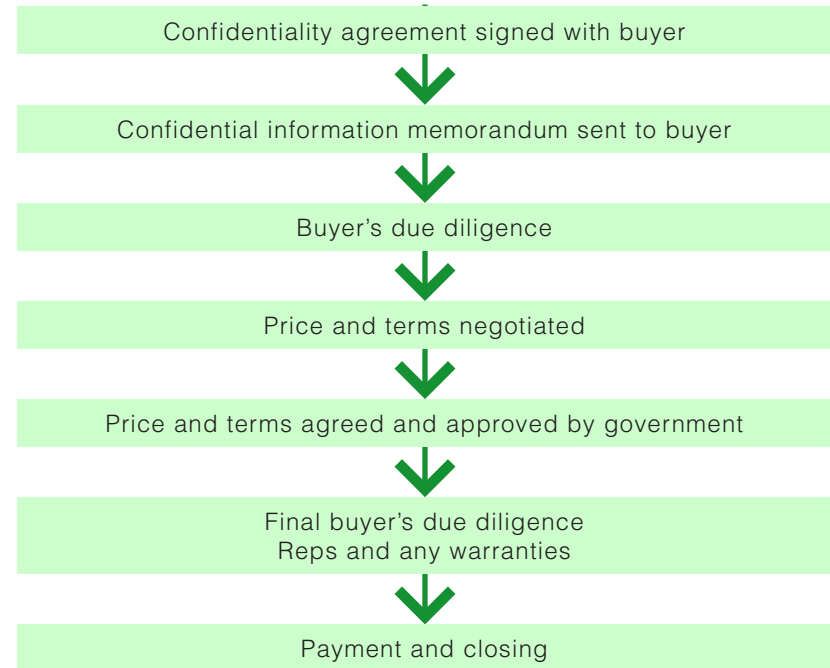 Confidentiality agreement signed with buyer
Confidential information memorandum sent to buyer
Buyer's due diligence
Price and terms negotiated
Price and terms agreed and approved by government
Final buyer's due diligence
Reps and any warranties
Payment and closing